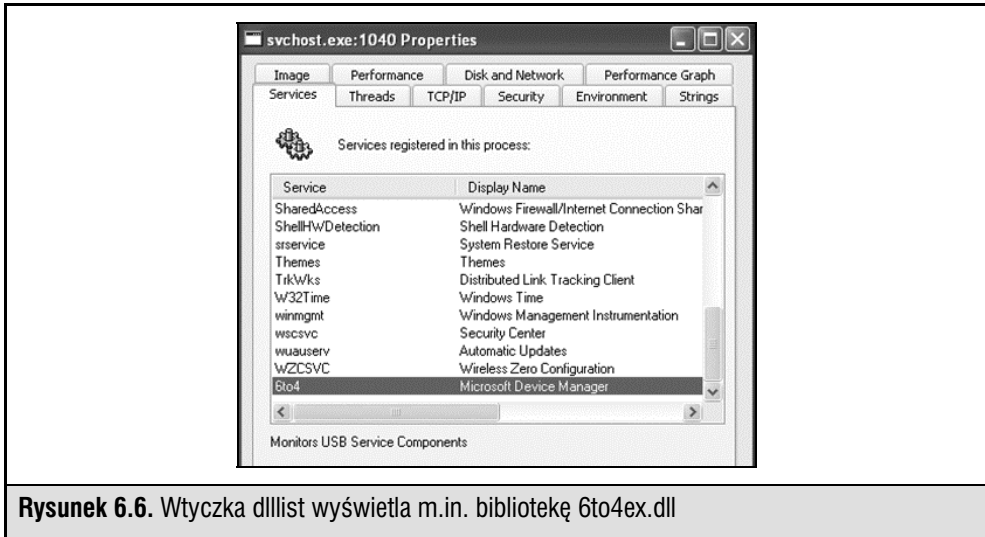 svchost.exe:1040 Properties
Image Performance Disk and Network Performance Graph
Services Threads TCP/IP Security Environment Strings
Services registered in this process:
Service Display Name
SharedAccess Windows Firewall/Internet Connection Shar
ShellHWDetection Shell Hardware Detection
srservice System Restore Service
Themes Themes
TrkWks Distributed Link Tracking Client
W32Time Windows Time
winmgmt Windows Management Instrumentation
wscsvc Security Center
wuauserv Automatic Updates
WZCSVC Wireless Zero Configuration
6to4 Microsoft Device Manager
Monitors USB Service Components
Rysunek 6.6. Wtyczka dlllist wyświetla m.in. bibliotekę 6to4ex.dll